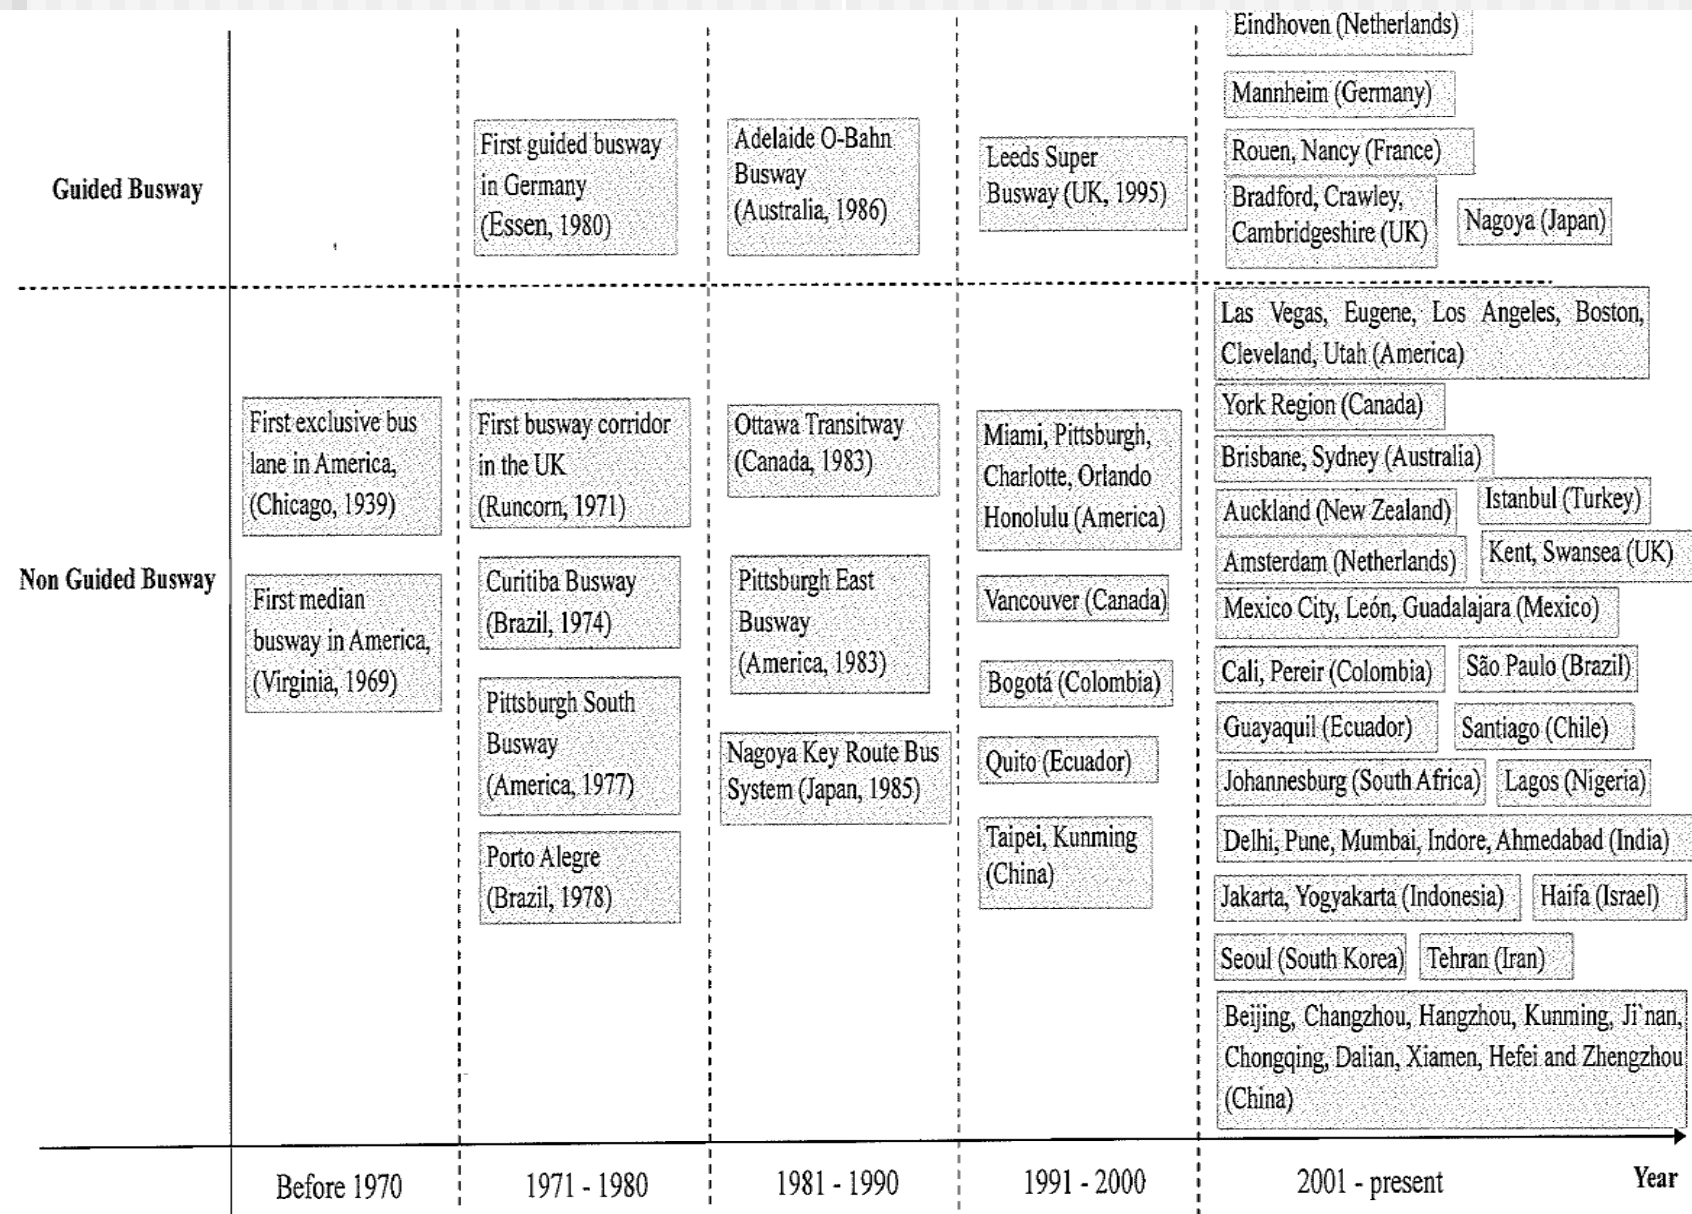 Eindhoven (Netherlands)
Mannheim (Germany)
Rouen, Nancy (France)
Bradford, Crawley,
Cambridgeshire (UK)
Nagoya (Japan)
Guided Busway
First guided busway
in Germany
(Essen, 1980)
Adelaide O-Bahn
Busway
(Australia, 1986)
Leeds Super
Busway (UK, 1995)
Non Guided Busway
First exclusive bus
lane in America,
(Chicago, 1939)
First median
busway in America,
(Virginia, 1969)
First busway corridor
in the UK
(Runcorn, 1971)
Curitiba Busway
(Brazil, 1974)
Pittsburgh South
Busway
(America, 1977)
Porto Alegre
(Brazil, 1978)
Ottawa Transitway
(Canada, 1983)
Pittsburgh East
Busway
(America, 1983)
Nagoya Key Route Bus
System (Japan, 1985)
Miami, Pittsburgh,
Charlotte, Orlando
Honolulu (America)
Vancouver (Canada)
Bogotá (Colombia)
Quito (Ecuador)
Taipei, Kunming
(China)
Las Vegas, Eugene, Los Angeles, Boston,
Cleveland, Utah (America)
York Region (Canada)
Brisbane, Sydney (Australia)
Auckland (New Zealand)
Istanbul (Turkey)
Amsterdam (Netherlands)
Kent, Swansea (UK)
Mexico City, León, Guadalajara (Mexico)
Cali, Pereir (Colombia)
São Paulo (Brazil)
Guayaquil (Ecuador)
Santiago (Chile)
Johannesburg (South Africa)
Lagos (Nigeria)
Delhi, Pune, Mumbai, Indore, Ahmedabad (India)
Jakarta, Yogyakarta (Indonesia)
Haifa (Israel)
Seoul (South Korea)
Tehran (Iran)
Beijing, Changzhou, Hangzhou, Kunming, Ji`nan,
Chongqing, Dalian, Xiamen, Hefei and Zhengzhou
(China)
Before 1970
1971 - 1980
1981 - 1990
1991 - 2000
2001 - present
Year